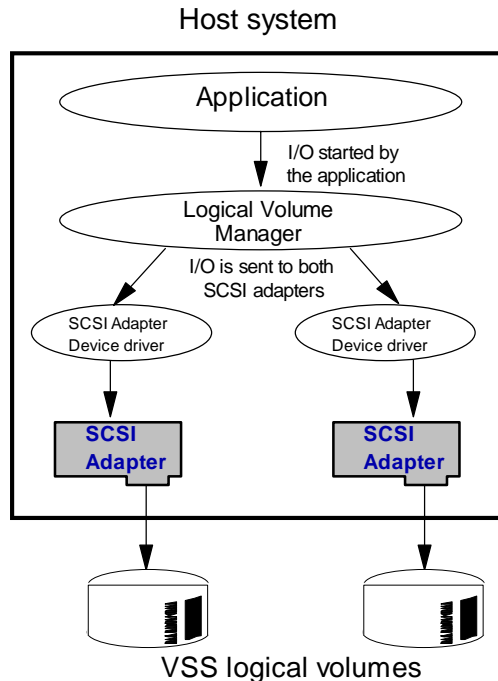 Host system
Application
I/O started by
the application
Logical Volume
Manager
I/O is sent to both
SCSI adapters
SCSI Adapter
Device driver
SCSI Adapter
Device driver
SCSI
Adapter
SCSI
Adapter
VSS logical volumes